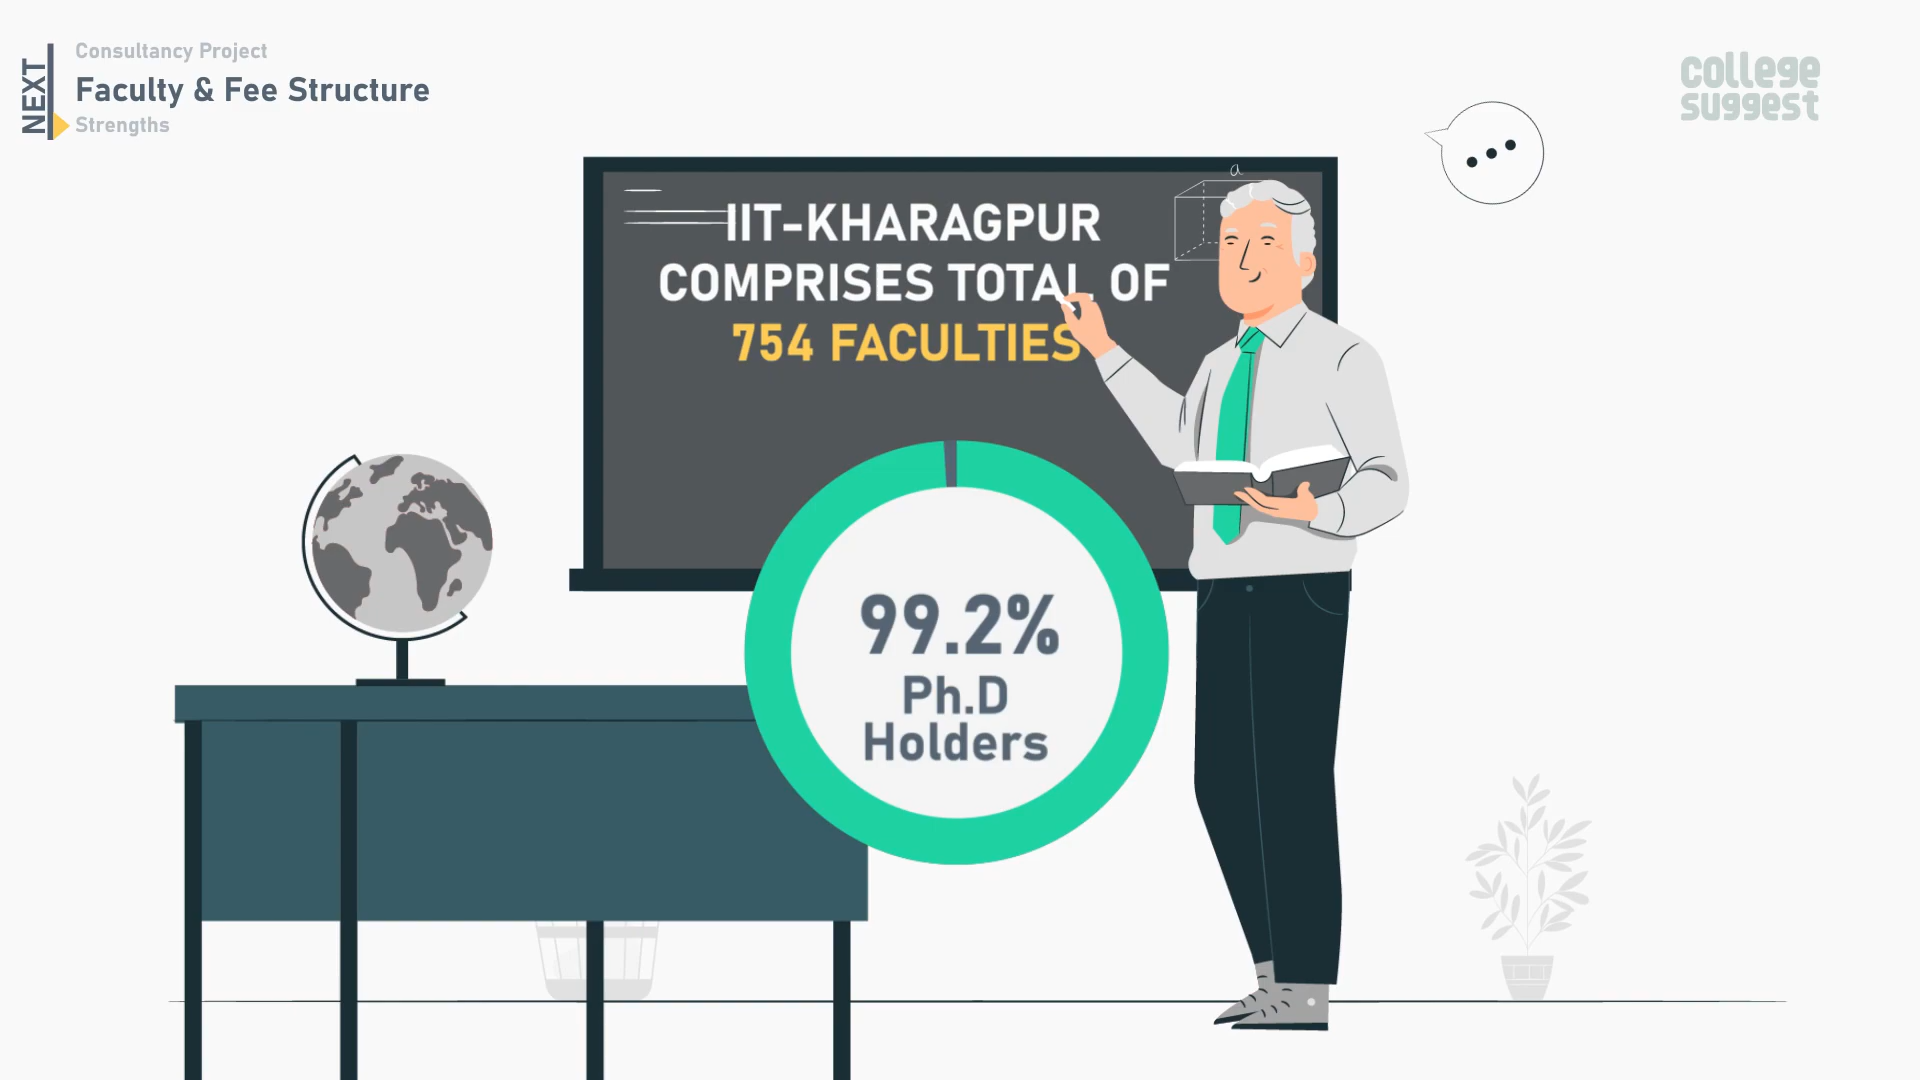 NEXT
Consultancy Project
Faculty & Fee Structure
Strengths
college
suggest
a
IIT-KHARAGPUR
COMPRISES TOTAL OF
754 FACULTIES
99.2%
Ph.D
Holders